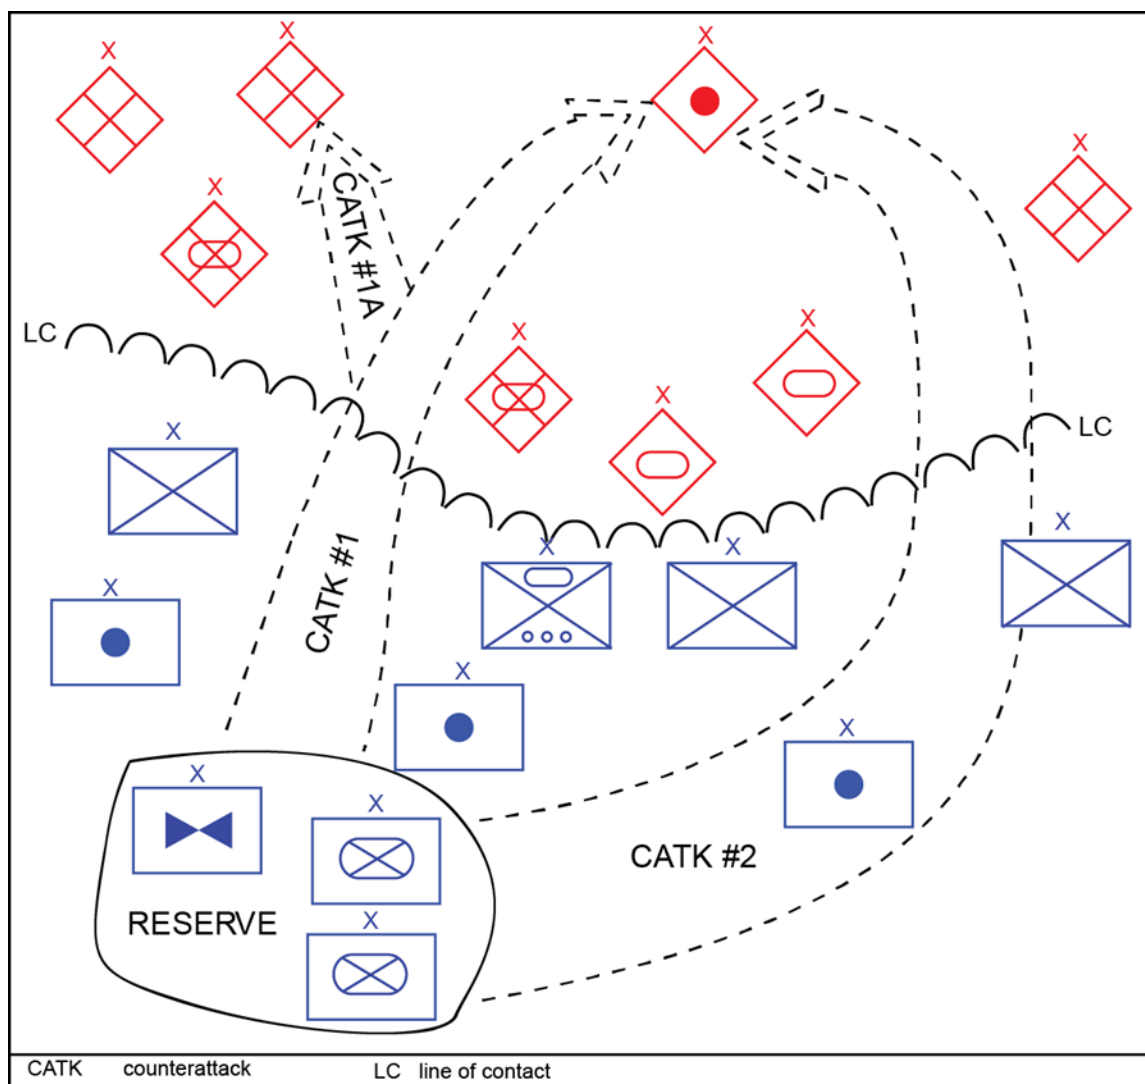 X
X
X
X
X
CATK #1A
X
LC
X
X
X
LC
X
X
X
X
CATK #1
X
X
X
X
X
CATK #2
RESERVE
X
CATK counterattack LC line of contact